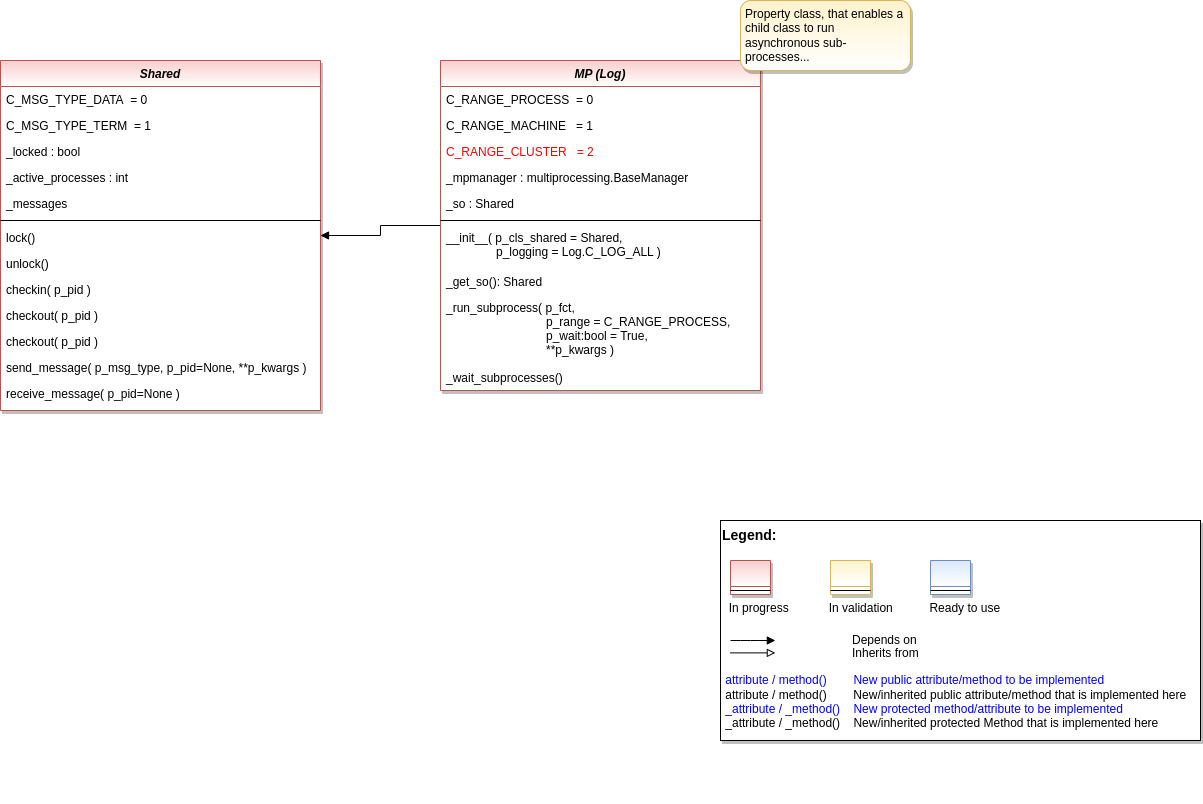 Property class, that enables a
child class to run
asynchronous sub-
processes...
Shared
C_MSG_TYPE_DATA  = 0
C_MSG_TYPE_TERM  = 1
_locked : bool
_active_processes : int
_messages
lock()
unlock()
checkin( p_pid )
checkout( p_pid )
checkout( p_pid )
send_message( p_msg_type, p_pid=None, **p_kwargs )
receive_message( p_pid=None )
MP (Log)
C_RANGE_PROCESS  = 0
C_RANGE_MACHINE   = 1
C_RANGE_CLUSTER   = 2
_mpmanager : multiprocessing.BaseManager
_so : Shared
__init__( p_cls_shared = Shared,
p_logging = Log.C_LOG_ALL )
_get_so(): Shared
_run_subprocess( p_fct,
p_range = C_RANGE_PROCESS,
p_wait:bool = True,
**p_kwargs )
_wait_subprocesses()
Legend:
In progress
In validation
Ready to use
Depends on
Inherits from
attribute / method()        New public attribute/method to be implemented
attribute / method()        New/inherited public attribute/method that is implemented here
_attribute / _method()    New protected method/attribute to be implemented
_attribute / _method()    New/inherited protected Method that is implemented here